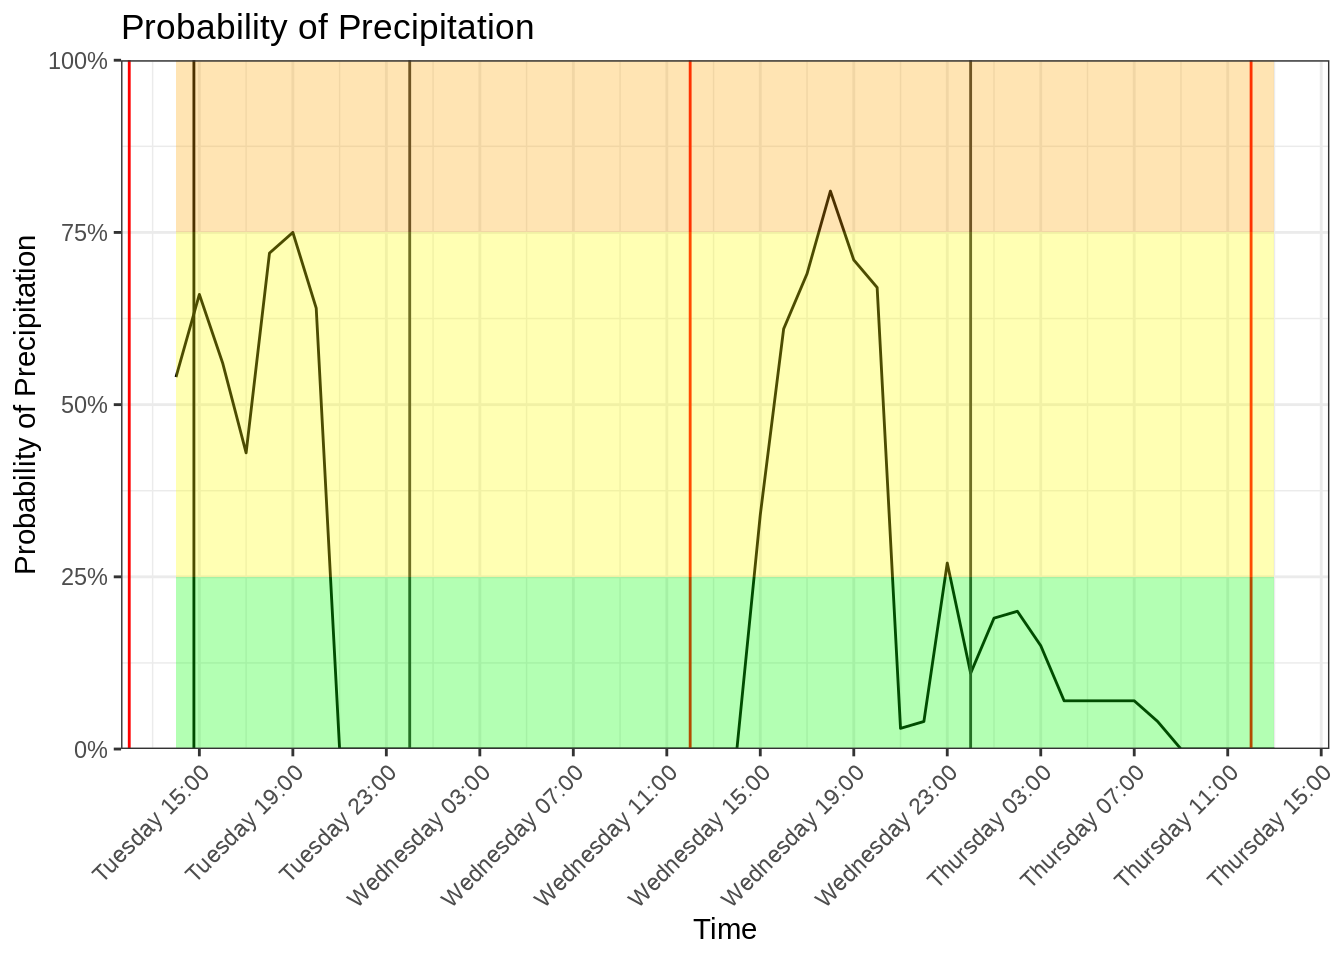 Probability of Precipitation
Probability of Precipitation
100%
75%
50%
25%
0%
Tuesday 15:00
Tuesday 19:00
Tuesday 23:00
Wednesday 03:00
Wednesday 07:00
Wednesday 11:00
Wednesday 15:00
Wednesday 19:00
Wednesday 23:00
Thursday 03:00
Thursday 07:00
Thursday 11:00
Thursday 15:00
Time